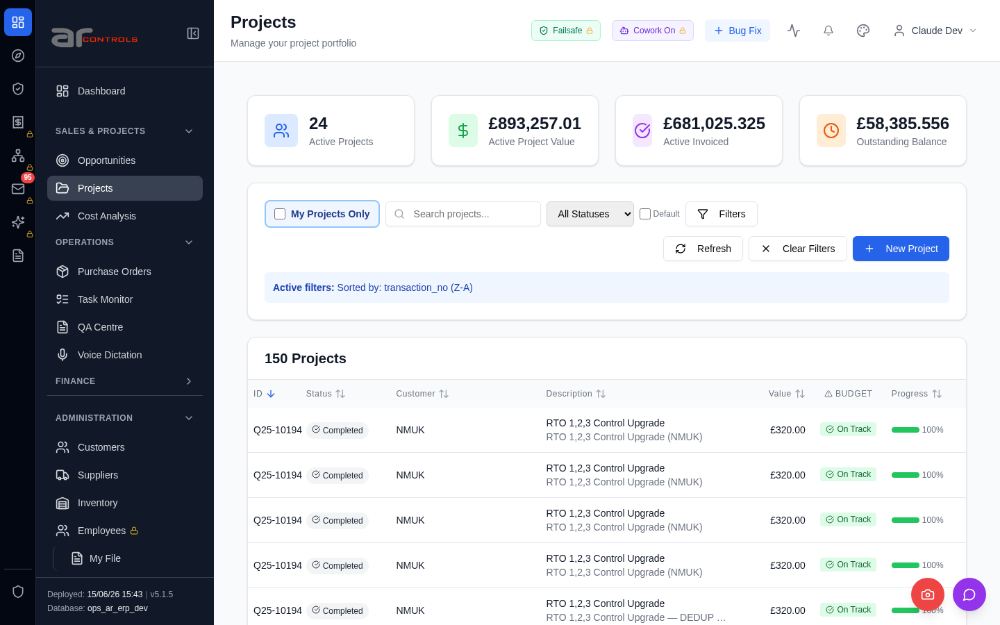 95
ar CONTROLS
Dashboard
SALES & PROJECTS
Opportunities
Projects
Cost Analysis
OPERATIONS
Purchase Orders
Task Monitor
QA Centre
Voice Dictation
FINANCE
ADMINISTRATION
Customers
Suppliers
Inventory
Employees
My File
Deployed: 15/06/26 15:43 | v5.1.5
Database: ops_ar_erp_dev
Projects
Manage your project portfolio
Failsafe
Cowork On
Bug Fix
Claude Dev
24
Active Projects
£893,257.01
Active Project Value
£681,025.325
Active Invoiced
£58,385.556
Outstanding Balance
My Projects Only
Search projects...
All Statuses
Default
Filters
Refresh
Clear Filters
New Project
Active filters: Sorted by: transaction_no (Z-A)
150 Projects
ID Status Customer Description Value BUDGET Progress
Q25-10194 Completed NMUK RTO 1,2,3 Control Upgrade £320.00 On Track 100%
RTO 1,2,3 Control Upgrade (NMUK)
Q25-10194 Completed NMUK RTO 1,2,3 Control Upgrade £320.00 On Track 100%
RTO 1,2,3 Control Upgrade (NMUK)
Q25-10194 Completed NMUK RTO 1,2,3 Control Upgrade £320.00 On Track 100%
RTO 1,2,3 Control Upgrade (NMUK)
Q25-10194 Completed NMUK RTO 1,2,3 Control Upgrade £320.00 On Track 100%
RTO 1,2,3 Control Upgrade (NMUK)
Q25-10194 Completed NMUK RTO 1,2,3 Control Upgrade £320.00 On Track
RTO 1,2,3 Control Upgrade — DEDUP ...